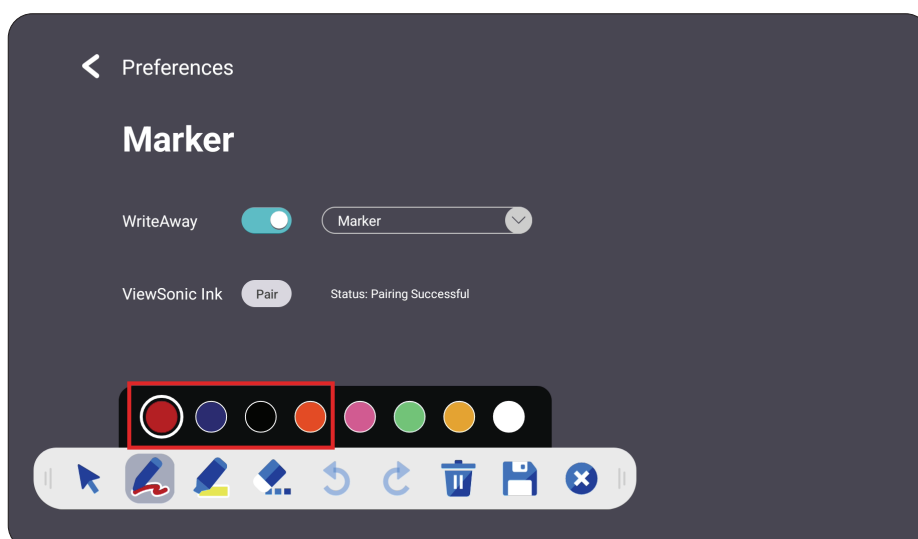 Preferences
Marker
WriteAway Marker
ViewSonic Ink Pair Status: Pairing Successful